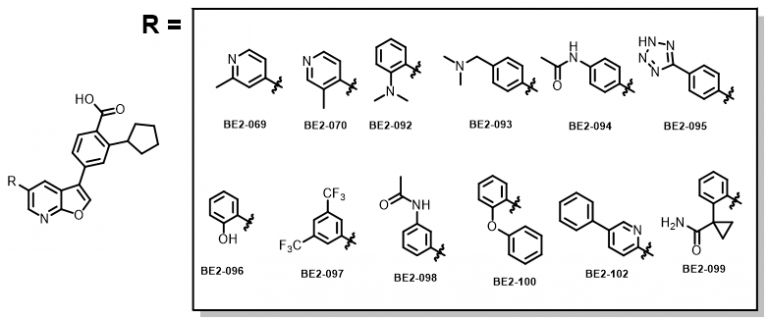 R =
HO
O
R
N
O
N
BE2-069
N
BE2-070
N
BE2-092
N
BE2-093
H
N
O
BE2-094
HN
N
N
N
BE2-095
OH
BE2-096
CF3
F3C
BE2-097
O
NH
BE2-098
O
BE2-100
N
BE2-102
H2N
O
BE2-099